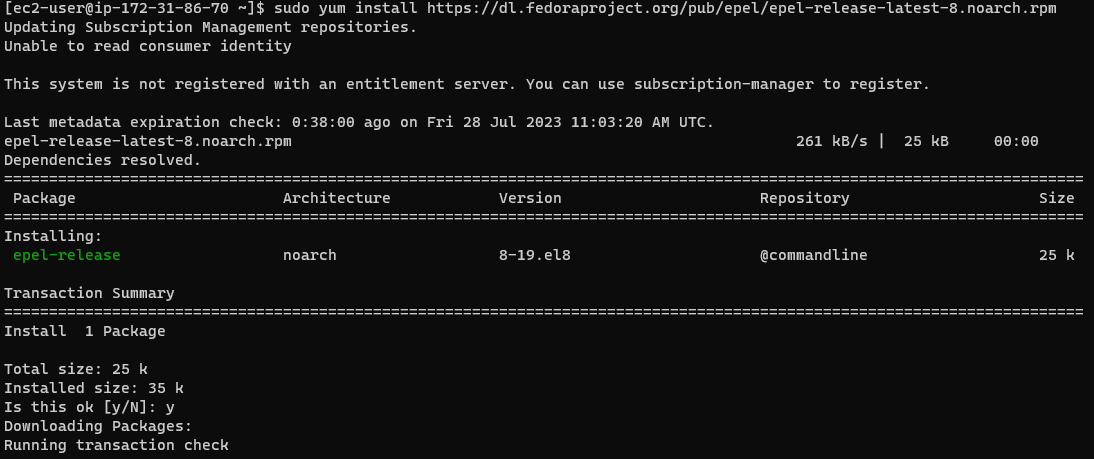 [ec2-user@ip-172-31-86-70 ~]$ sudo yum install https://dl.fedoraproject.org/pub/epel/epel-release-latest-8.noarch.rpm
Updating Subscription Management repositories.
Unable to read consumer identity
This system is not registered with an entitlement server. You can use subscription-manager to register.
Last metadata expiration check: 0:38:00 ago on Fri 28 Jul 2023 11:03:20 AM UTC.
epel-release-latest-8.noarch.rpm 261 kB/s | 25 kB 00:00
Dependencies resolved.
========================================================================================================================
Package Architecture Version Repository Size
========================================================================================================================
Installing:
epel-release noarch 8-19.el8 @commandline 25 k
Transaction Summary
========================================================================================================================
Install 1 Package
Total size: 25 k
Installed size: 35 k
Is this ok [y/N]: y
Downloading Packages:
Running transaction check